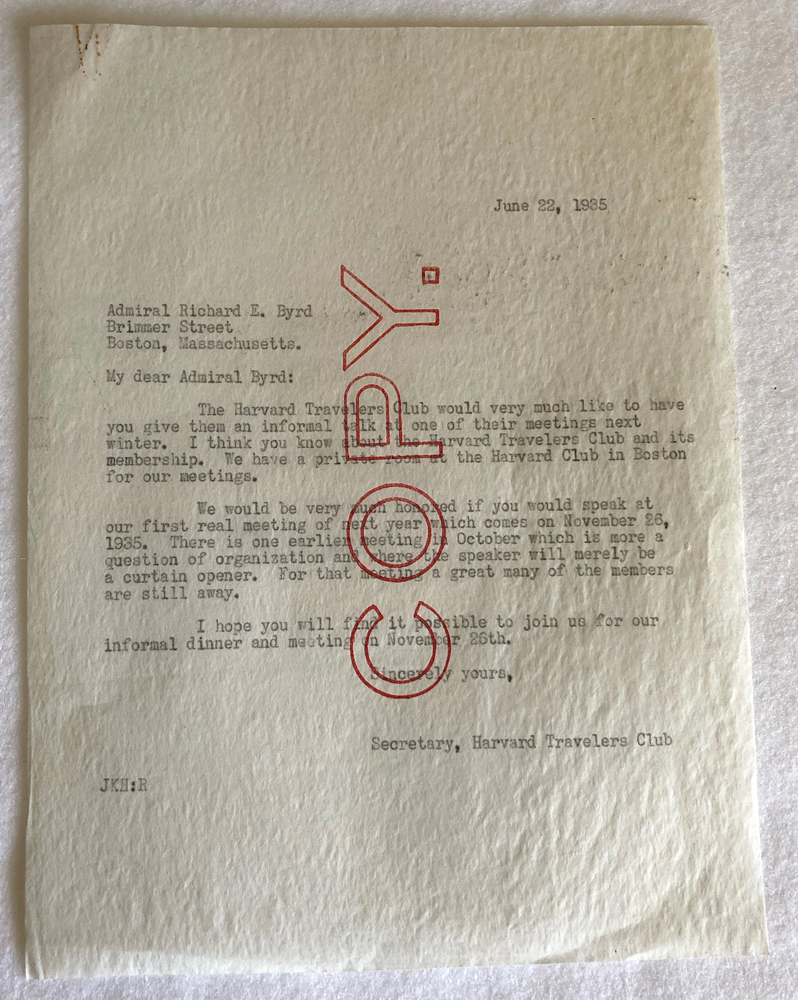 June 22, 1935
Admiral Richard E. Byrd
Brimmer Street
Boston, Massachusetts.
My dear Admiral Byrd:
The Harvard Travelers Club would very much like to have
you give them an informal talk at one of their meetings next
winter. I think you know about the Harvard Travelers Club and its
membership. We have a private room at the Harvard Club in Boston
for our meetings.
We would be very much honored if you would speak at
our first real meeting of next year which comes on November 26,
1935. There is one earlier meeting in October which is more a
question of organization and where the speaker will merely be
a curtain opener. For that meeting a great many of the members
are still away.
I hope you will find it possible to join us for our
informal dinner and meeting on November 26th.
Sincerely yours,
Secretary, Harvard Travelers Club
JKH:R
COPY.